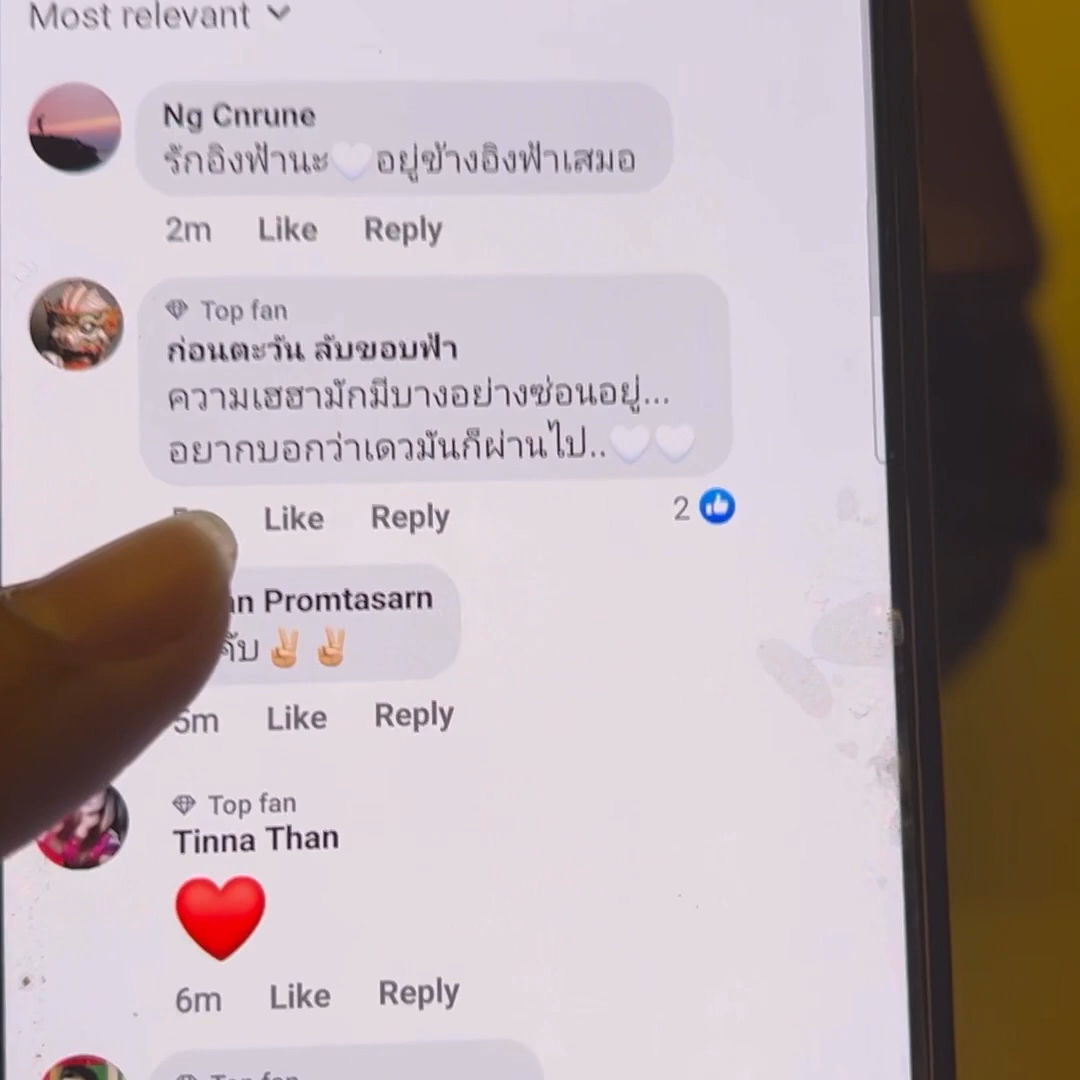 Most relevant
Ng Cnrune
รักอิงฟ้านะ🤍อยู่ข้างอิงฟ้าเสมอ
2m Like Reply
Top fan
ก่อนตะวัน ลับขอบฟ้า
ความเฮฮามักมีบางอย่างซ่อนอยู่...
อยากบอกว่าเดวมันก็ผ่านไป..🤍🤍
Like Reply 2
Promtasarn
✌🏻✌🏻
5m Like Reply
Top fan
Tinna Than
❤️
6m Like Reply
Top fan